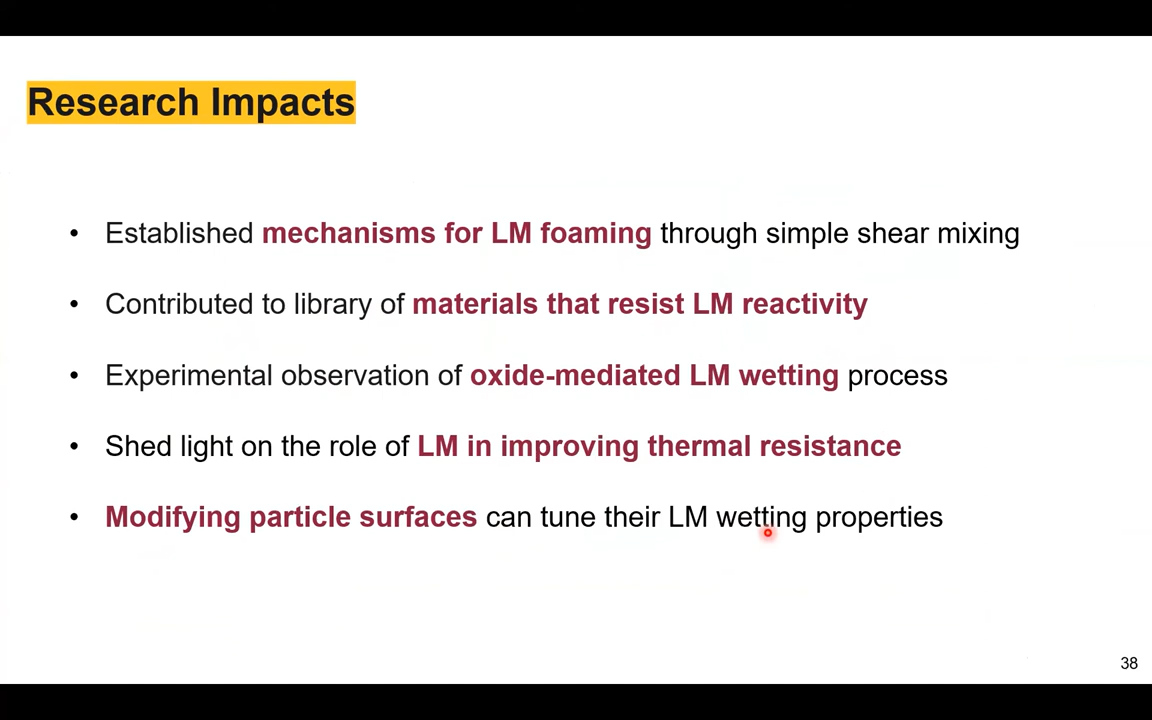 Research Impacts
• Established mechanisms for LM foaming through simple shear mixing
• Contributed to library of materials that resist LM reactivity
• Experimental observation of oxide-mediated LM wetting process
• Shed light on the role of LM in improving thermal resistance
• Modifying particle surfaces can tune their LM wetting properties
38